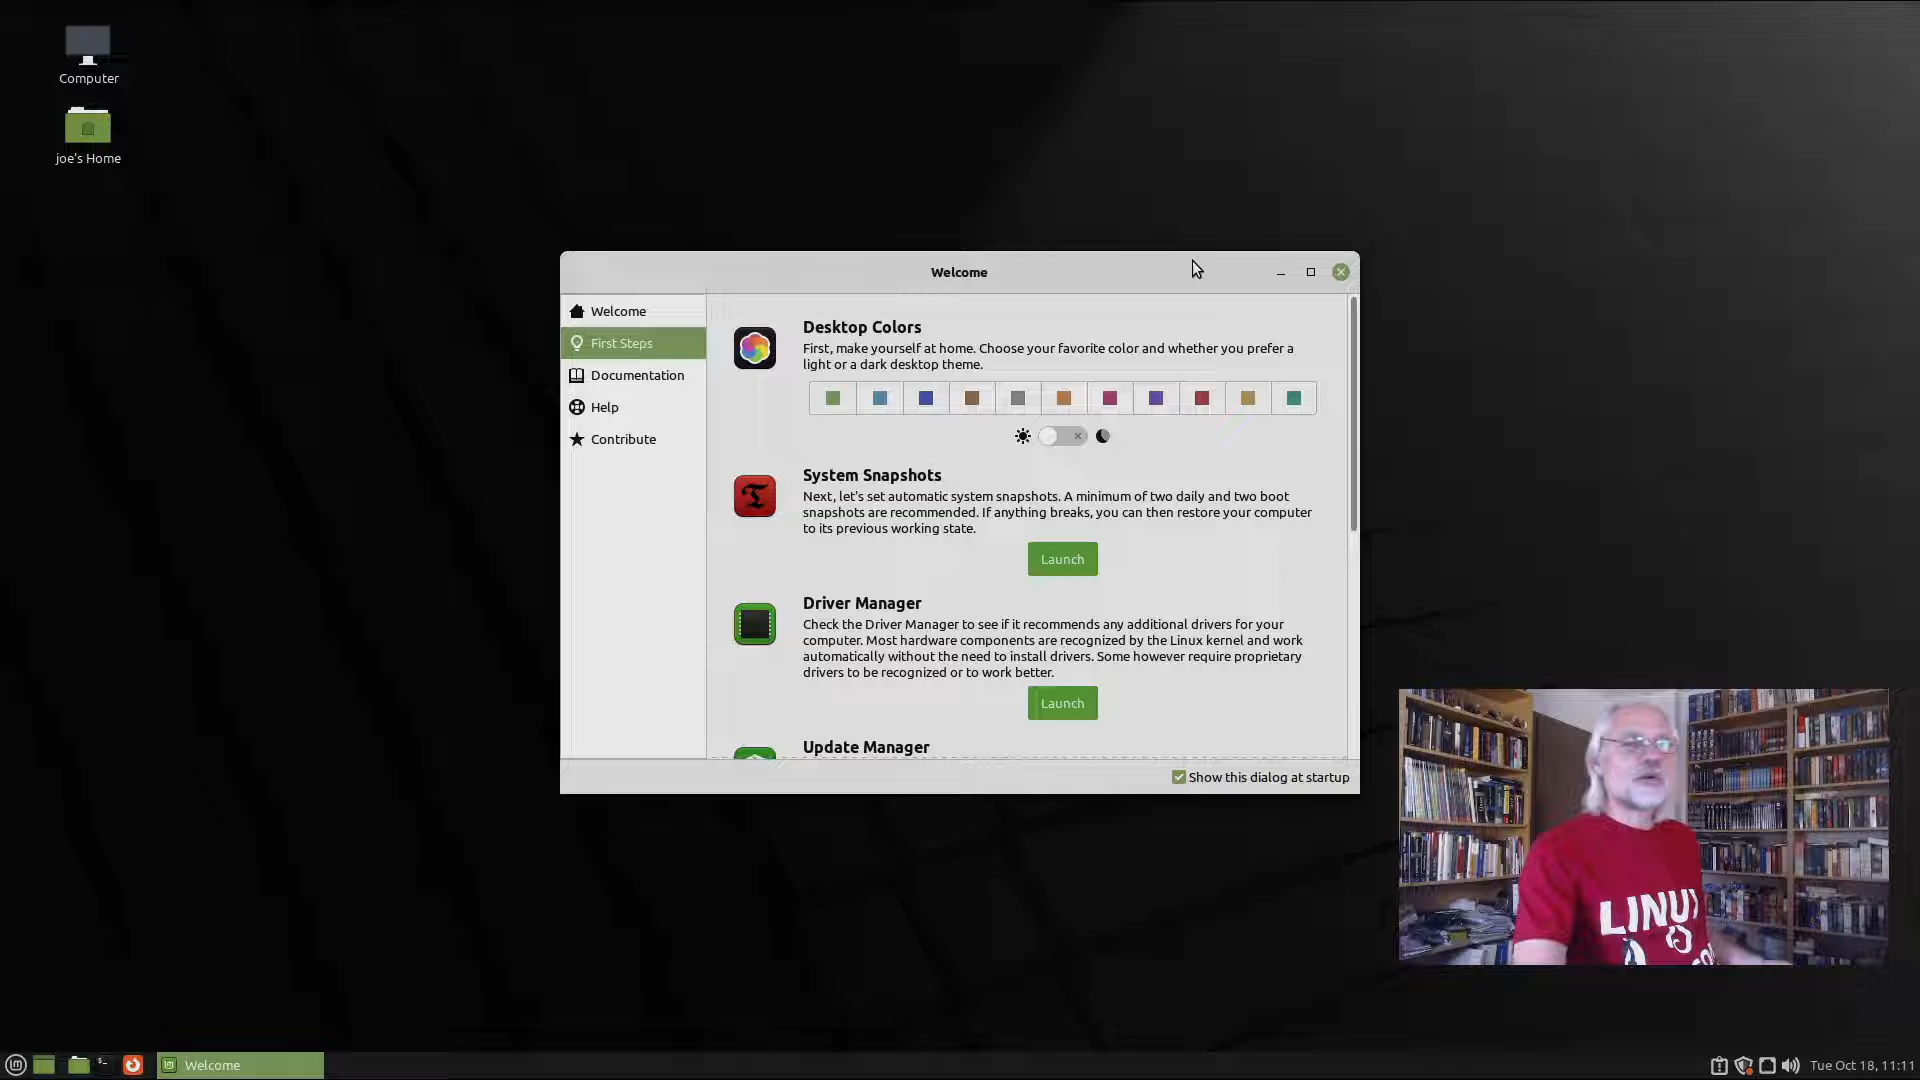 Computer
joe's Home
Welcome
Welcome
First Steps
Documentation
Help
Contribute
Desktop Colors
First, make yourself at home. Choose your favorite color and whether you prefer a
light or a dark desktop theme.
System Snapshots
Next, let's set automatic system snapshots. A minimum of two daily and two boot
snapshots are recommended. If anything breaks, you can then restore your computer
to its previous working state.
Launch
Driver Manager
Check the Driver Manager to see if it recommends any additional drivers for your
computer. Most hardware components are recognized by the Linux kernel and work
automatically without the need to install drivers. Some however require proprietary
drivers to be recognized or to work better.
Launch
Update Manager
Show this dialog at startup
LINUX
Welcome
Tue Oct 18, 11:11